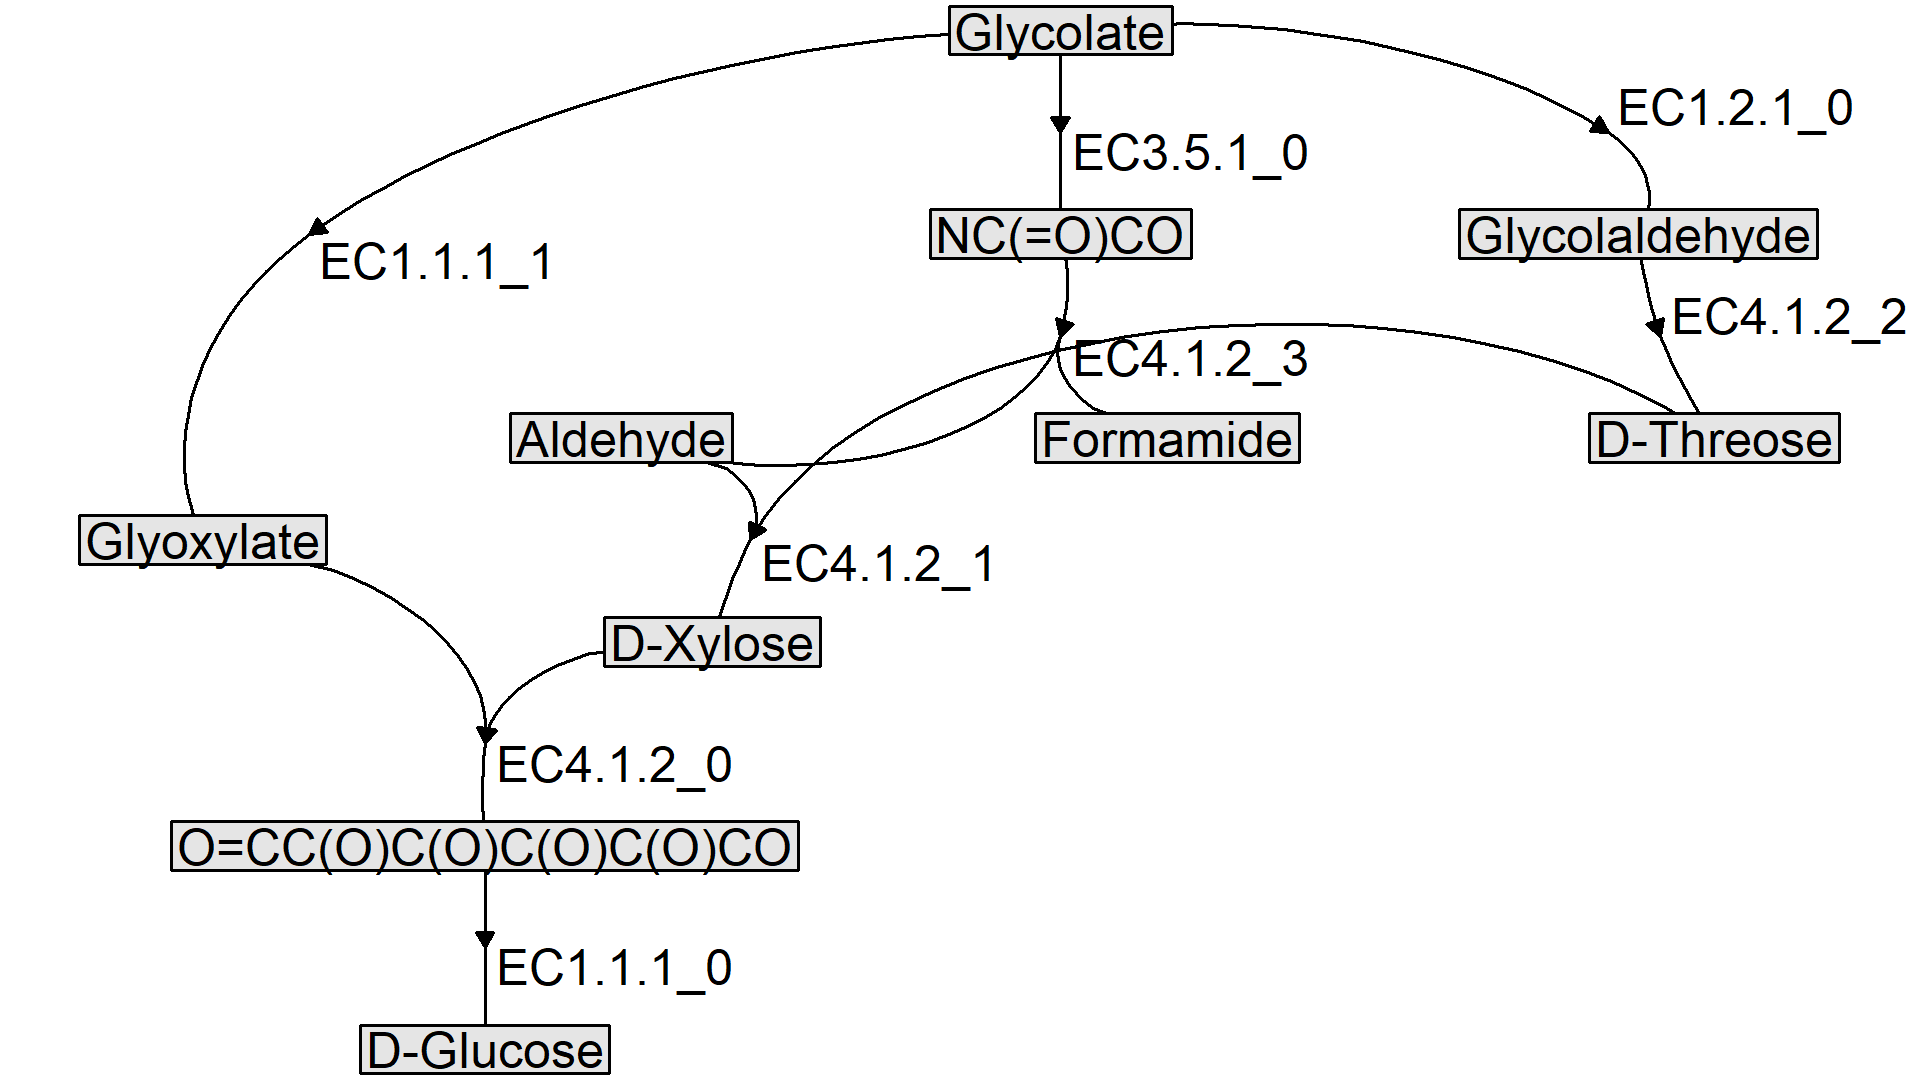 Glycolate
EC1.2.1_0
EC3.5.1_0
NC(=O)CO
Glycolaldehyde
EC1.1.1_1
EC4.1.2_2
EC4.1.2_3
Aldehyde
Formamide
D-Threose
Glyoxylate
EC4.1.2_1
D-Xylose
EC4.1.2_0
O=CC(O)C(O)C(O)C(O)CO
EC1.1.1_0
D-Glucose